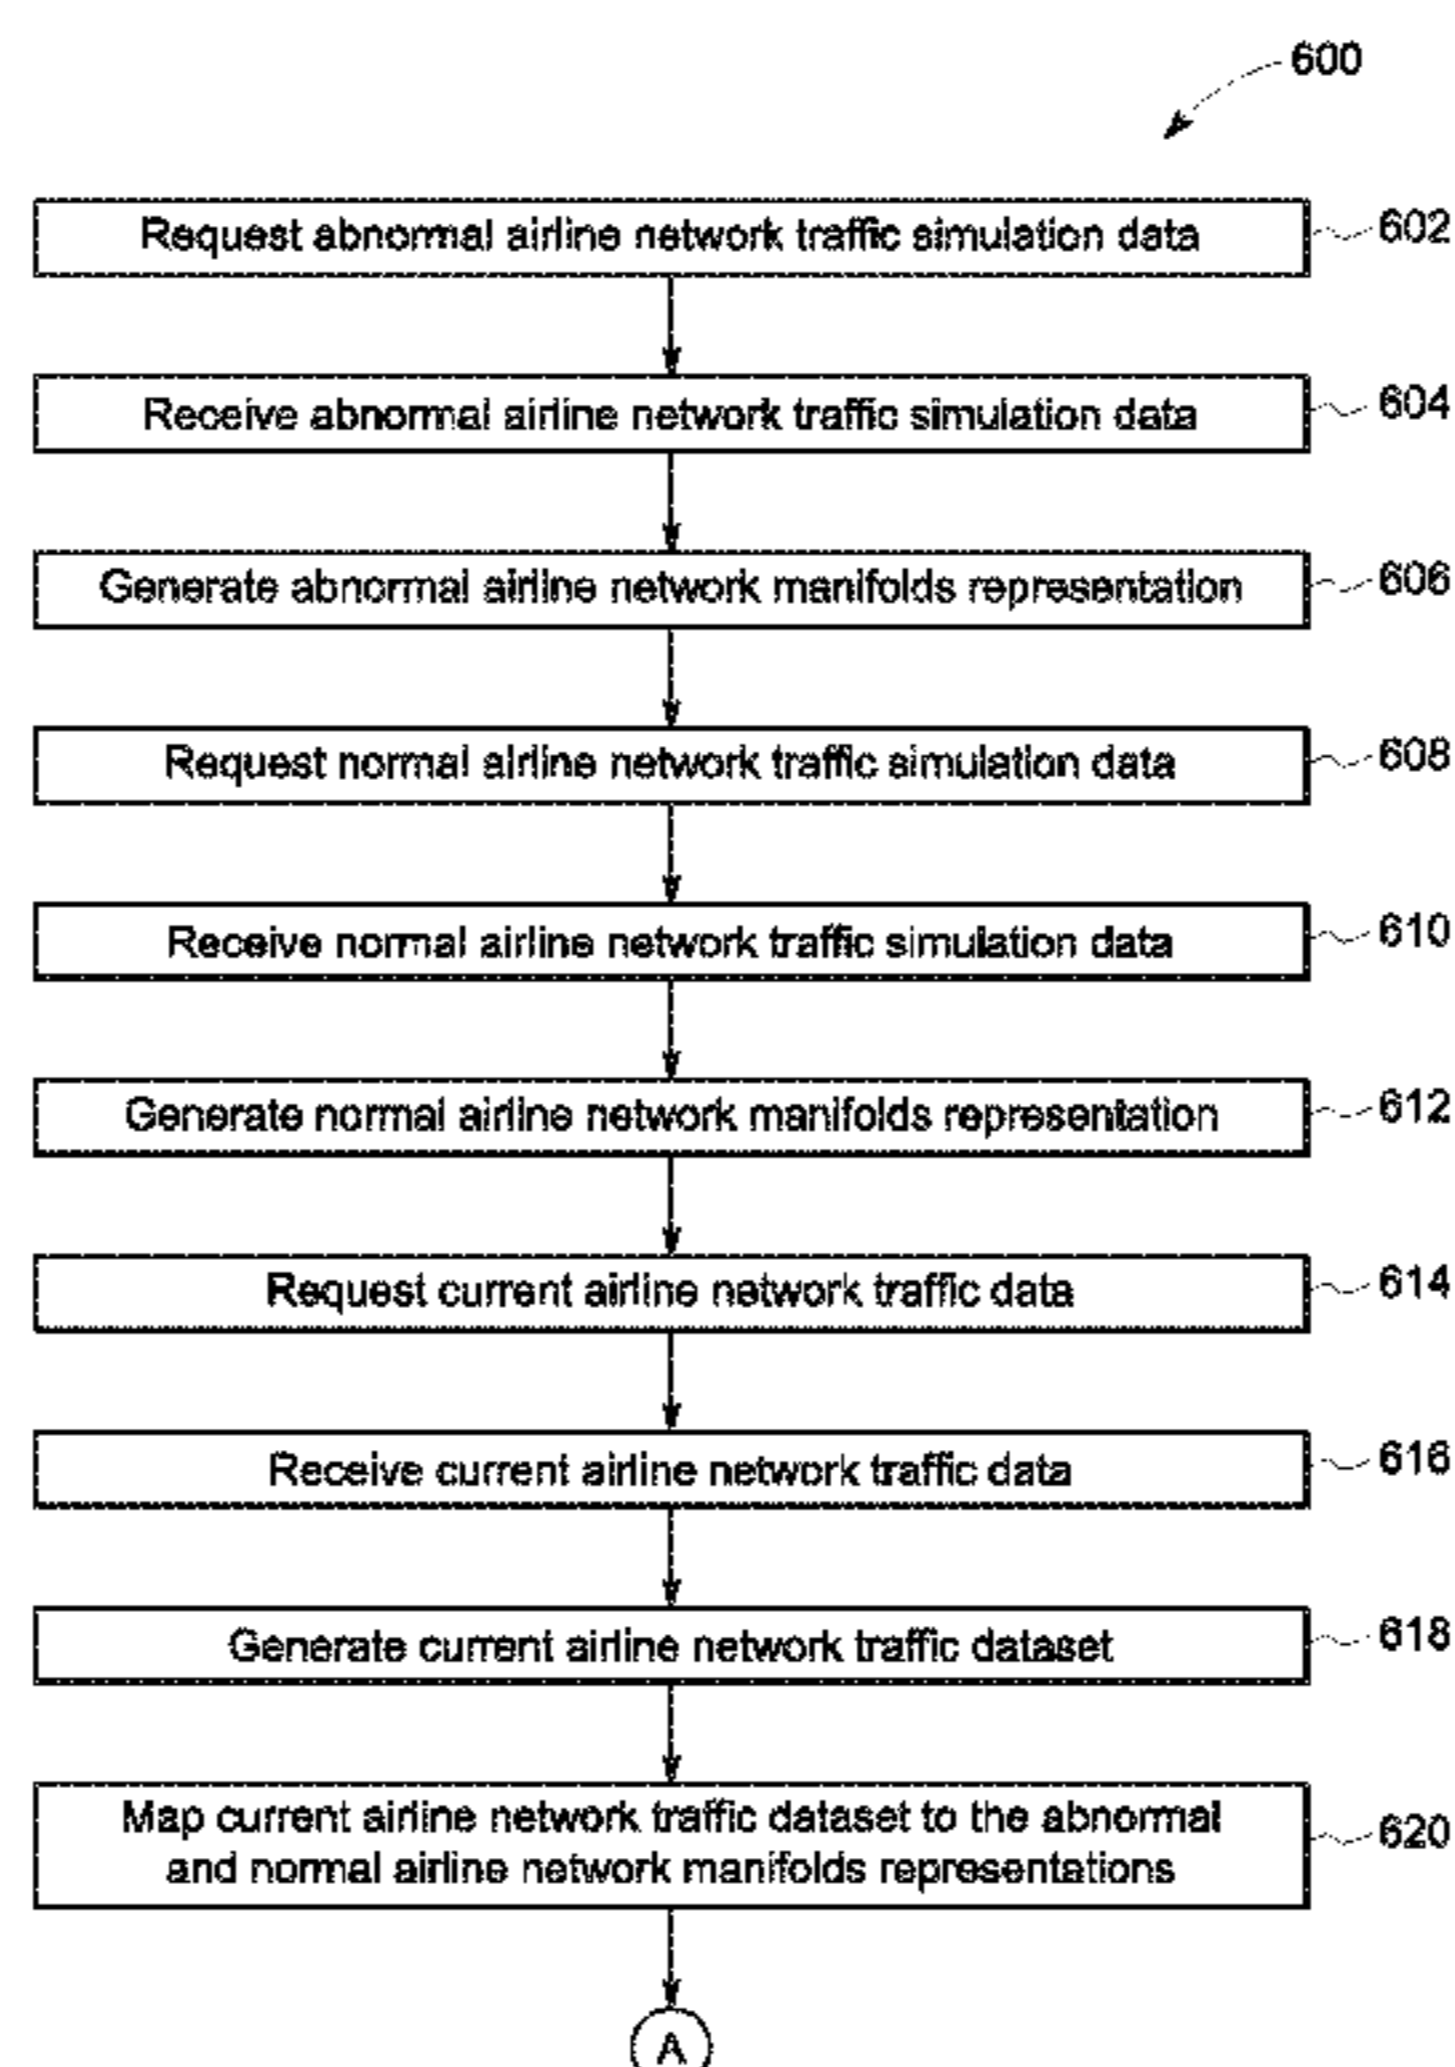 600
Request abnormal airline network traffic simulation data
602
Receive abnormal airline network traffic simulation data
604
Generate abnormal airline network manifolds representation
606
Request normal airline network traffic simulation data
608
Receive normal airline network traffic simulation data
610
Generate normal airline network manifolds representation
612
Request current airline network traffic data
614
Receive current airline network traffic data
616
Generate current airline network traffic dataset
618
Map current airline network traffic dataset to the abnormal
and normal airline network manifolds representations
620
A